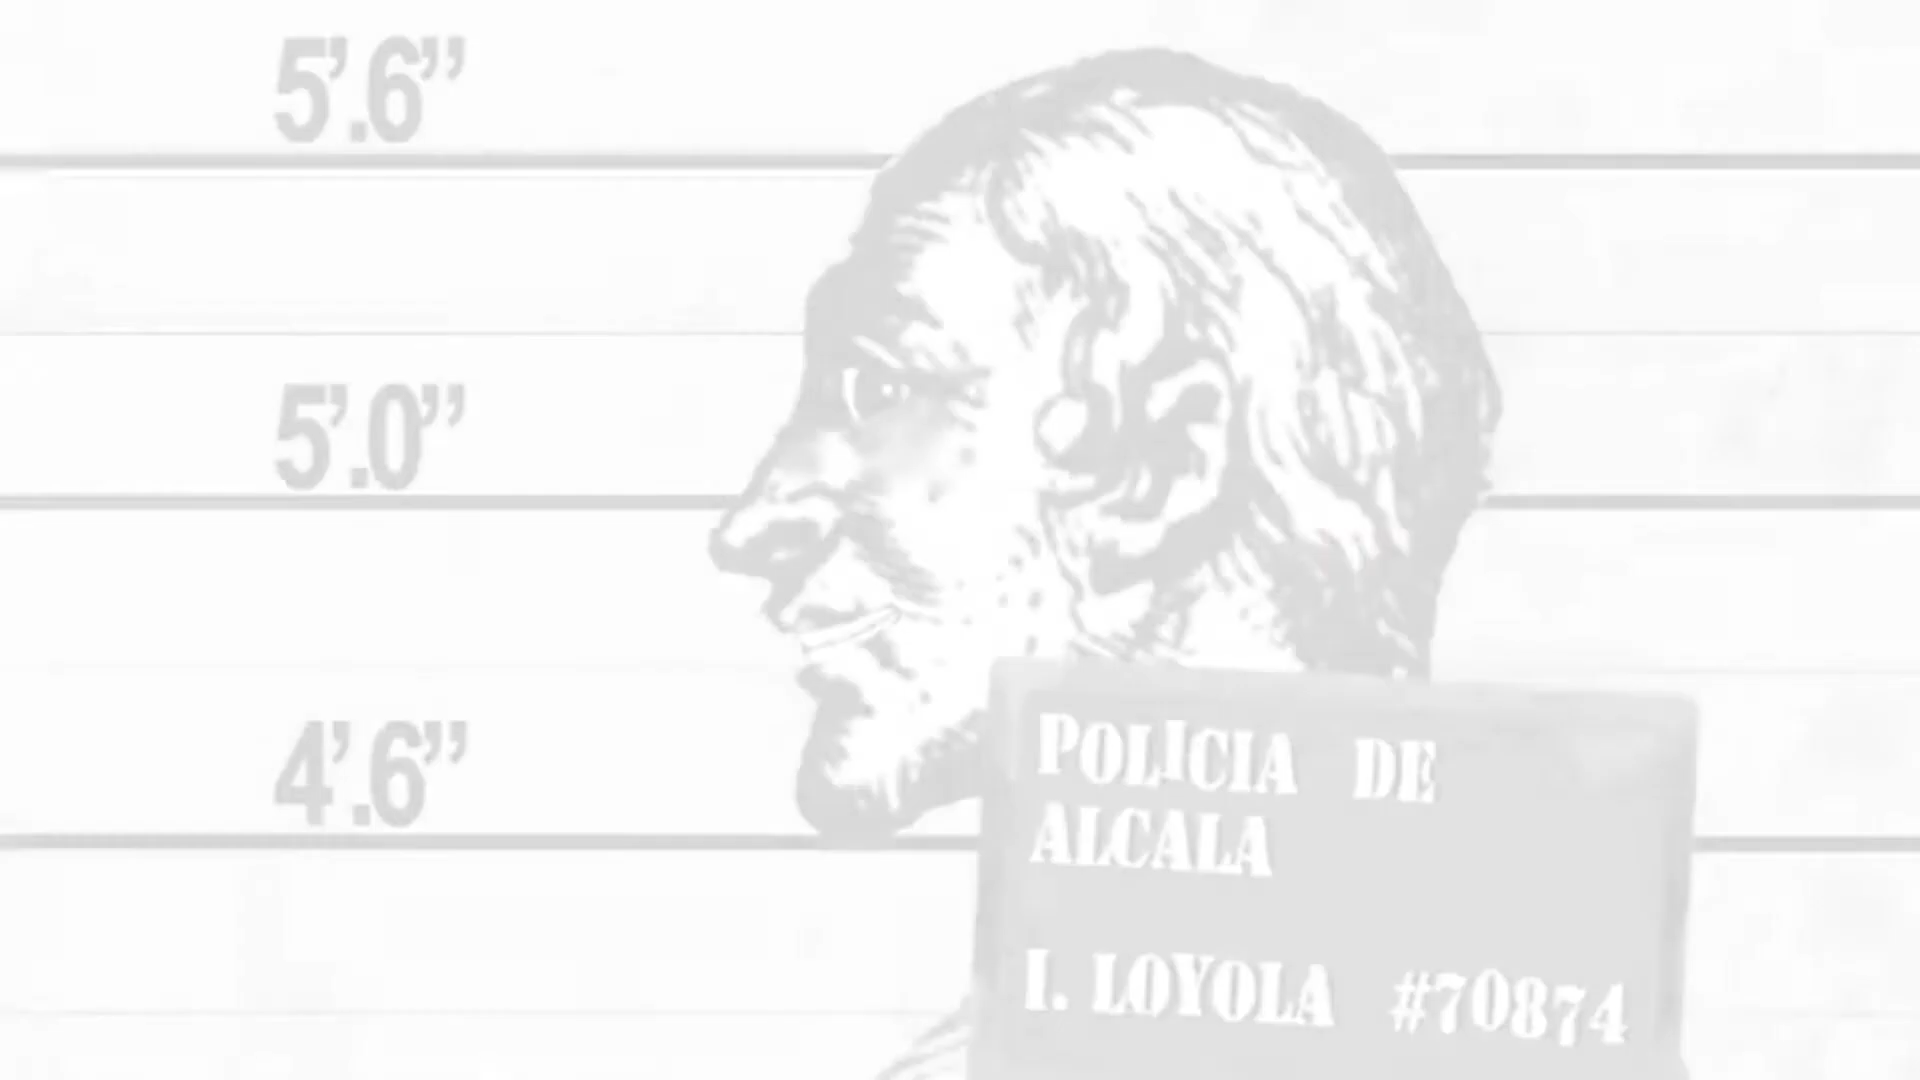 5'.6”
5'.0”
4'.6”
POLICIA DE
ALCALA
I. LOYOLA #70874